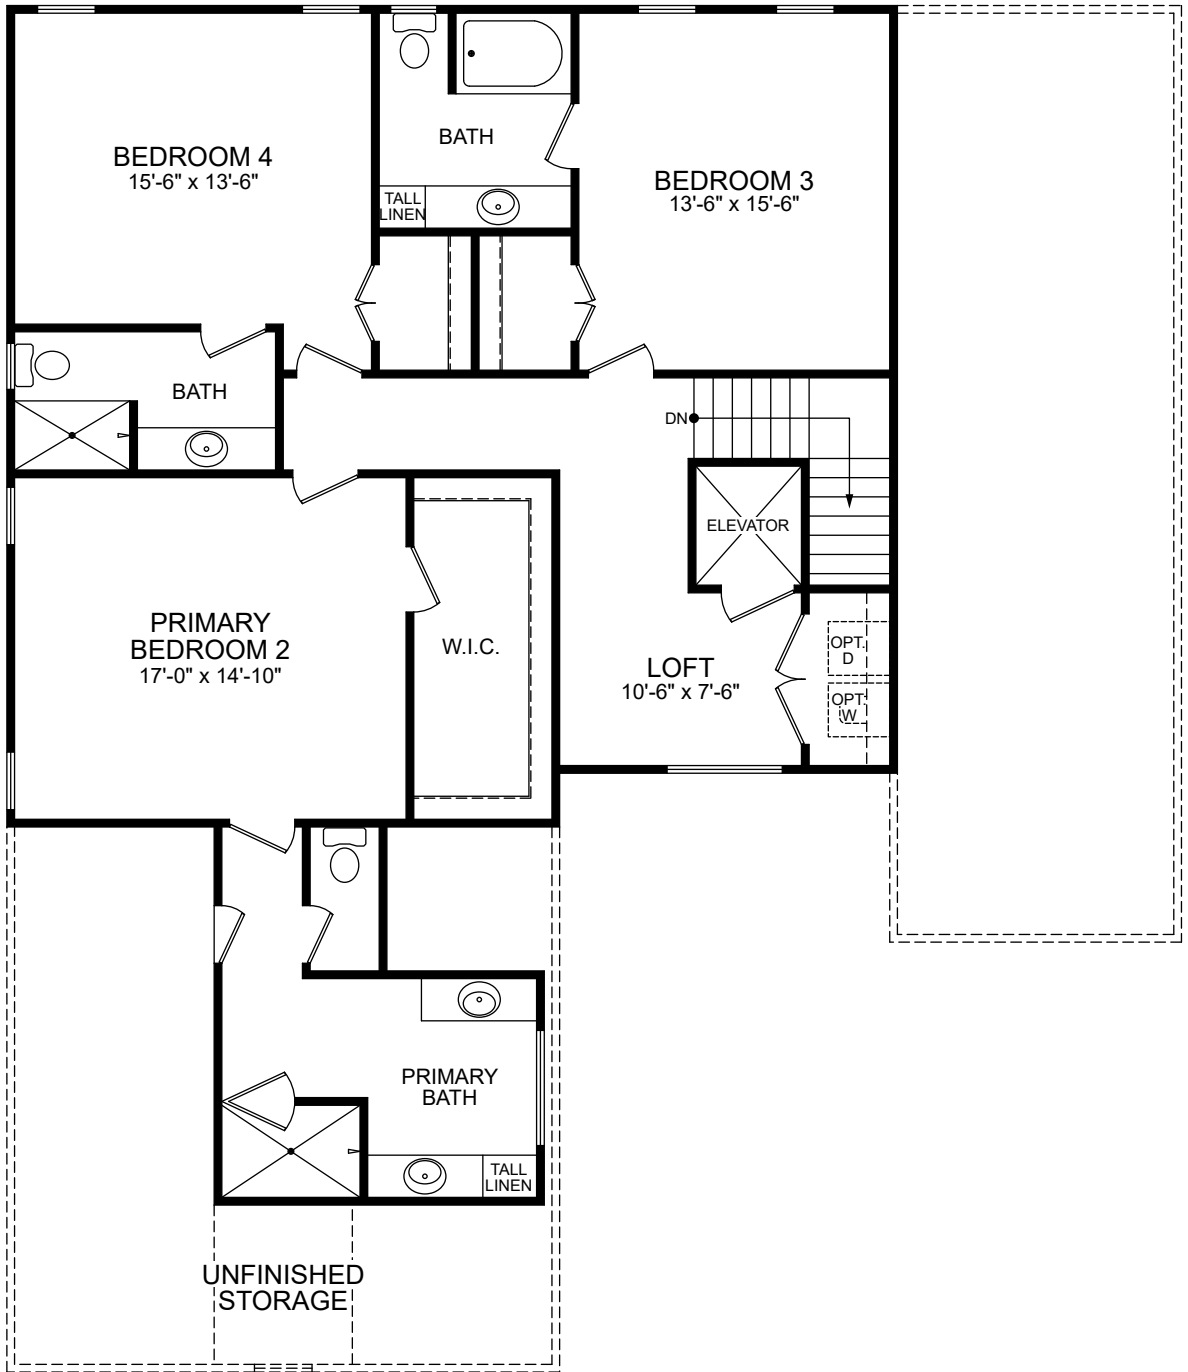 BEDROOM 4
15'-6" x 13'-6"
BATH
TALL
LINEN
BEDROOM 3
13'-6" x 15'-6"
BATH
DN
ELEVATOR
PRIMARY
BEDROOM 2
17'-0" x 14'-10"
W.I.C.
LOFT
10'-6" x 7'-6"
OPT.
D
OPT.
W
PRIMARY
BATH
TALL
LINEN
UNFINISHED
STORAGE